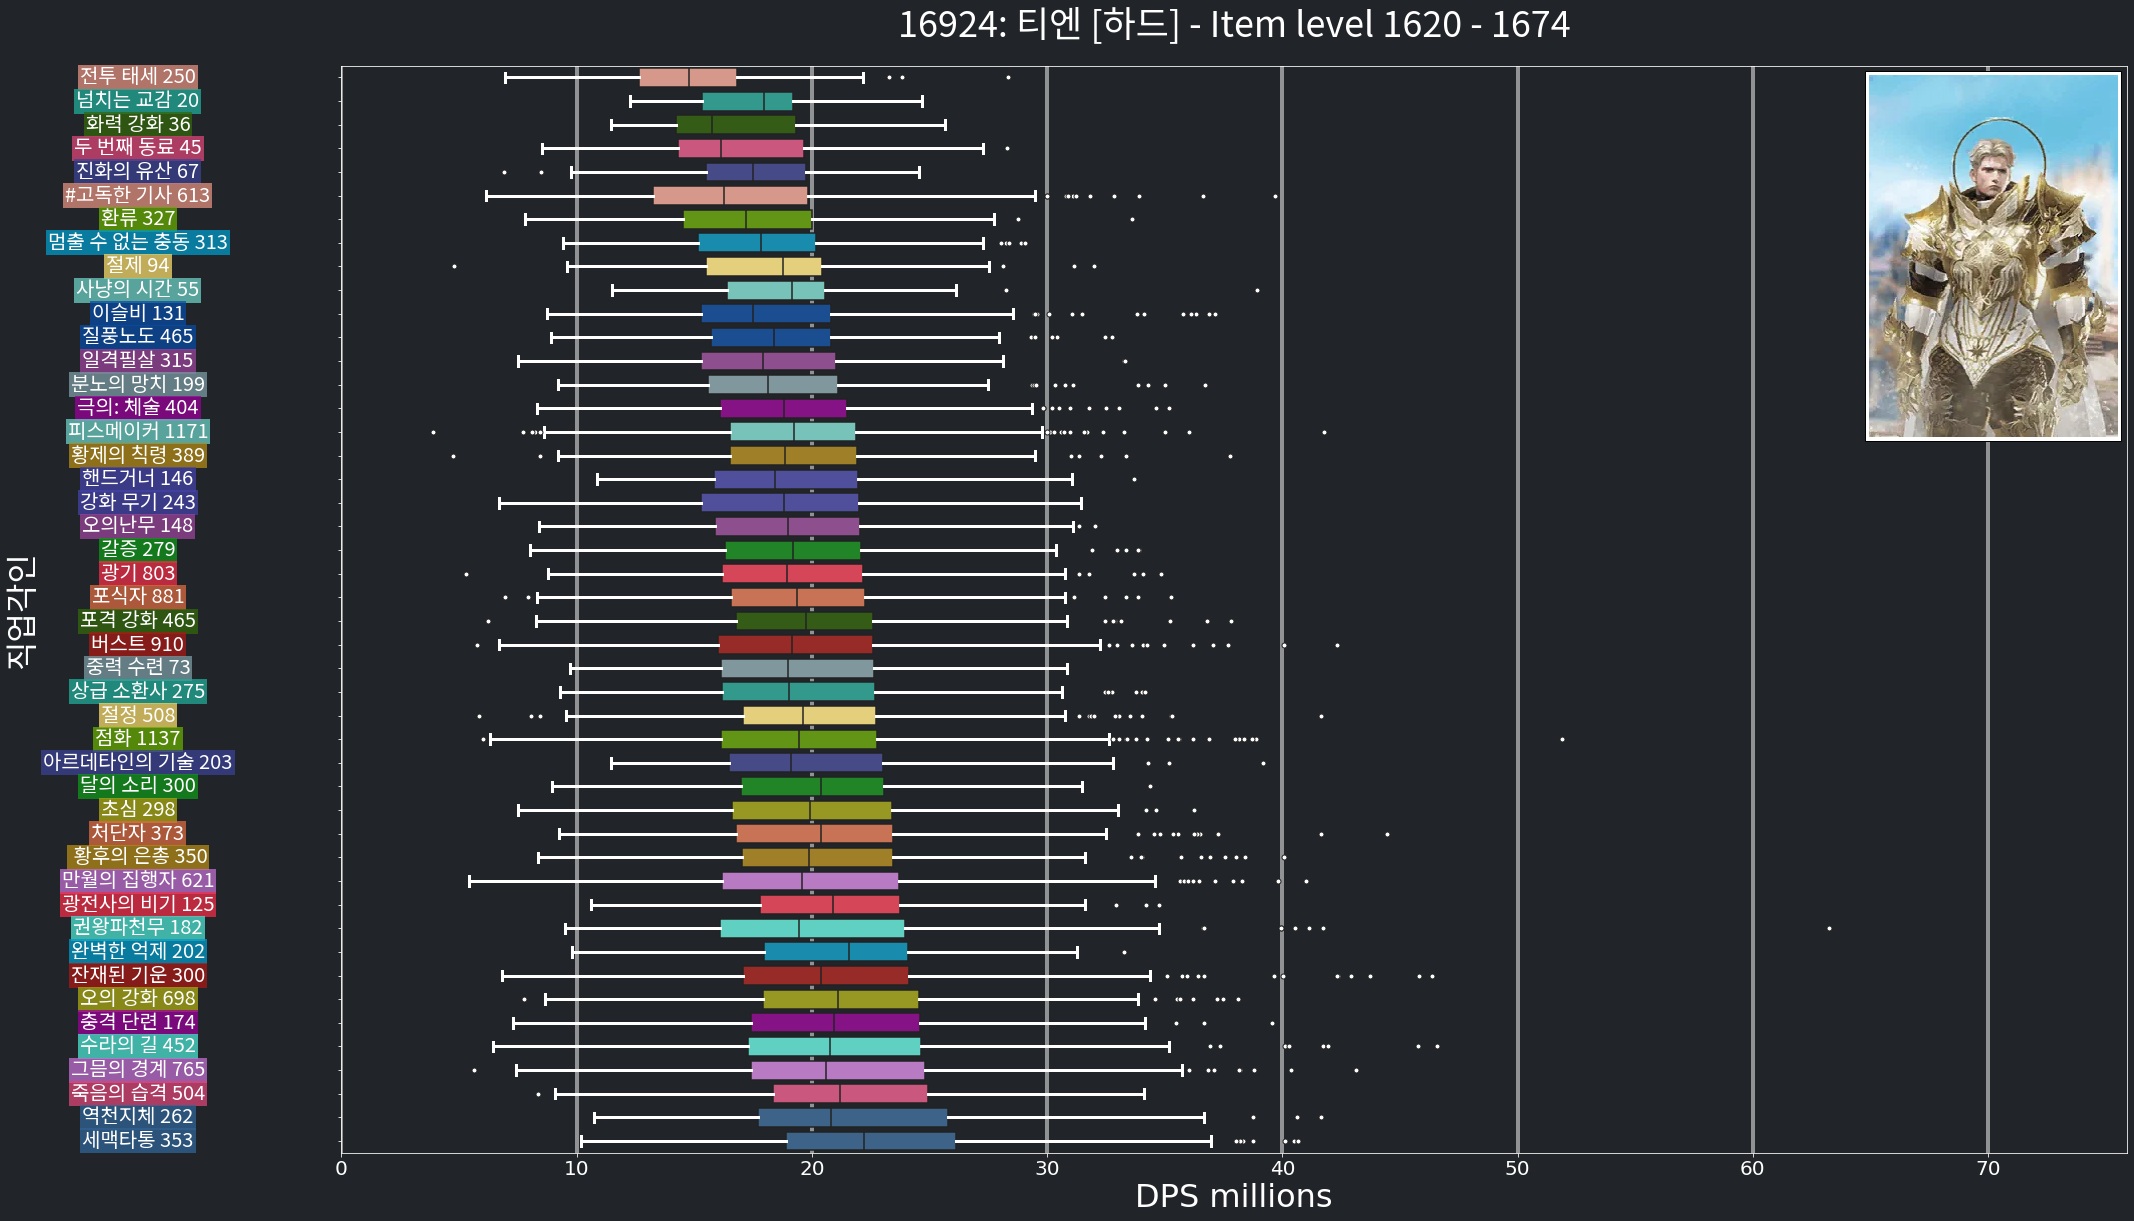 16924: 티엔 [하드] - Item level 1620 - 1674
전투 태세 250
넘치는 교감 20
화력 강화 36
두 번째 동료 45
진화의 유산 67
#고독한 기사 613
환류 327
멈출 수 없는 충동 313
절제 94
사냥의 시간 55
이슬비 131
질풍노도 465
일격필살 315
분노의 망치 199
극의: 체술 404
피스메이커 1171
황제의 칙령 389
핸드거너 146
강화 무기 243
오의난무 148
갈증 279
광기 803
포식자 881
포격 강화 465
버스트 910
중력 수련 73
상급 소환사 275
절정 508
점화 1137
아르데타인의 기술 203
달의 소리 300
초심 298
처단자 373
황후의 은총 350
만월의 집행자 621
광전사의 비기 125
권왕파천무 182
완벽한 억제 202
잔재된 기운 300
오의 강화 698
충격 단련 174
수라의 길 452
그믐의 경계 765
죽음의 습격 504
역천지체 262
세맥타통 353
직업각인
0 10 20 30 40 50 60 70
DPS millions